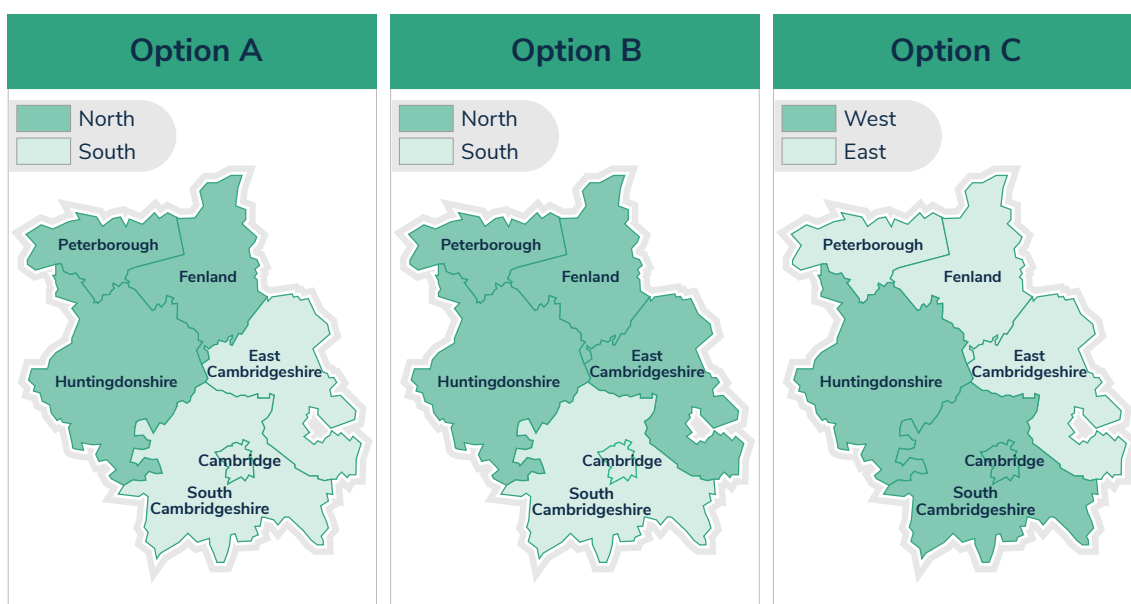 Option A
North
South
Peterborough
Fenland
East
Cambridgeshire
Huntingdonshire
Cambridge
South
Cambridgeshire
Option B
North
South
Peterborough
Fenland
East
Cambridgeshire
Huntingdonshire
Cambridge
South
Cambridgeshire
Option C
West
East
Peterborough
Fenland
East
Cambridgeshire
Huntingdonshire
Cambridge
South
Cambridgeshire